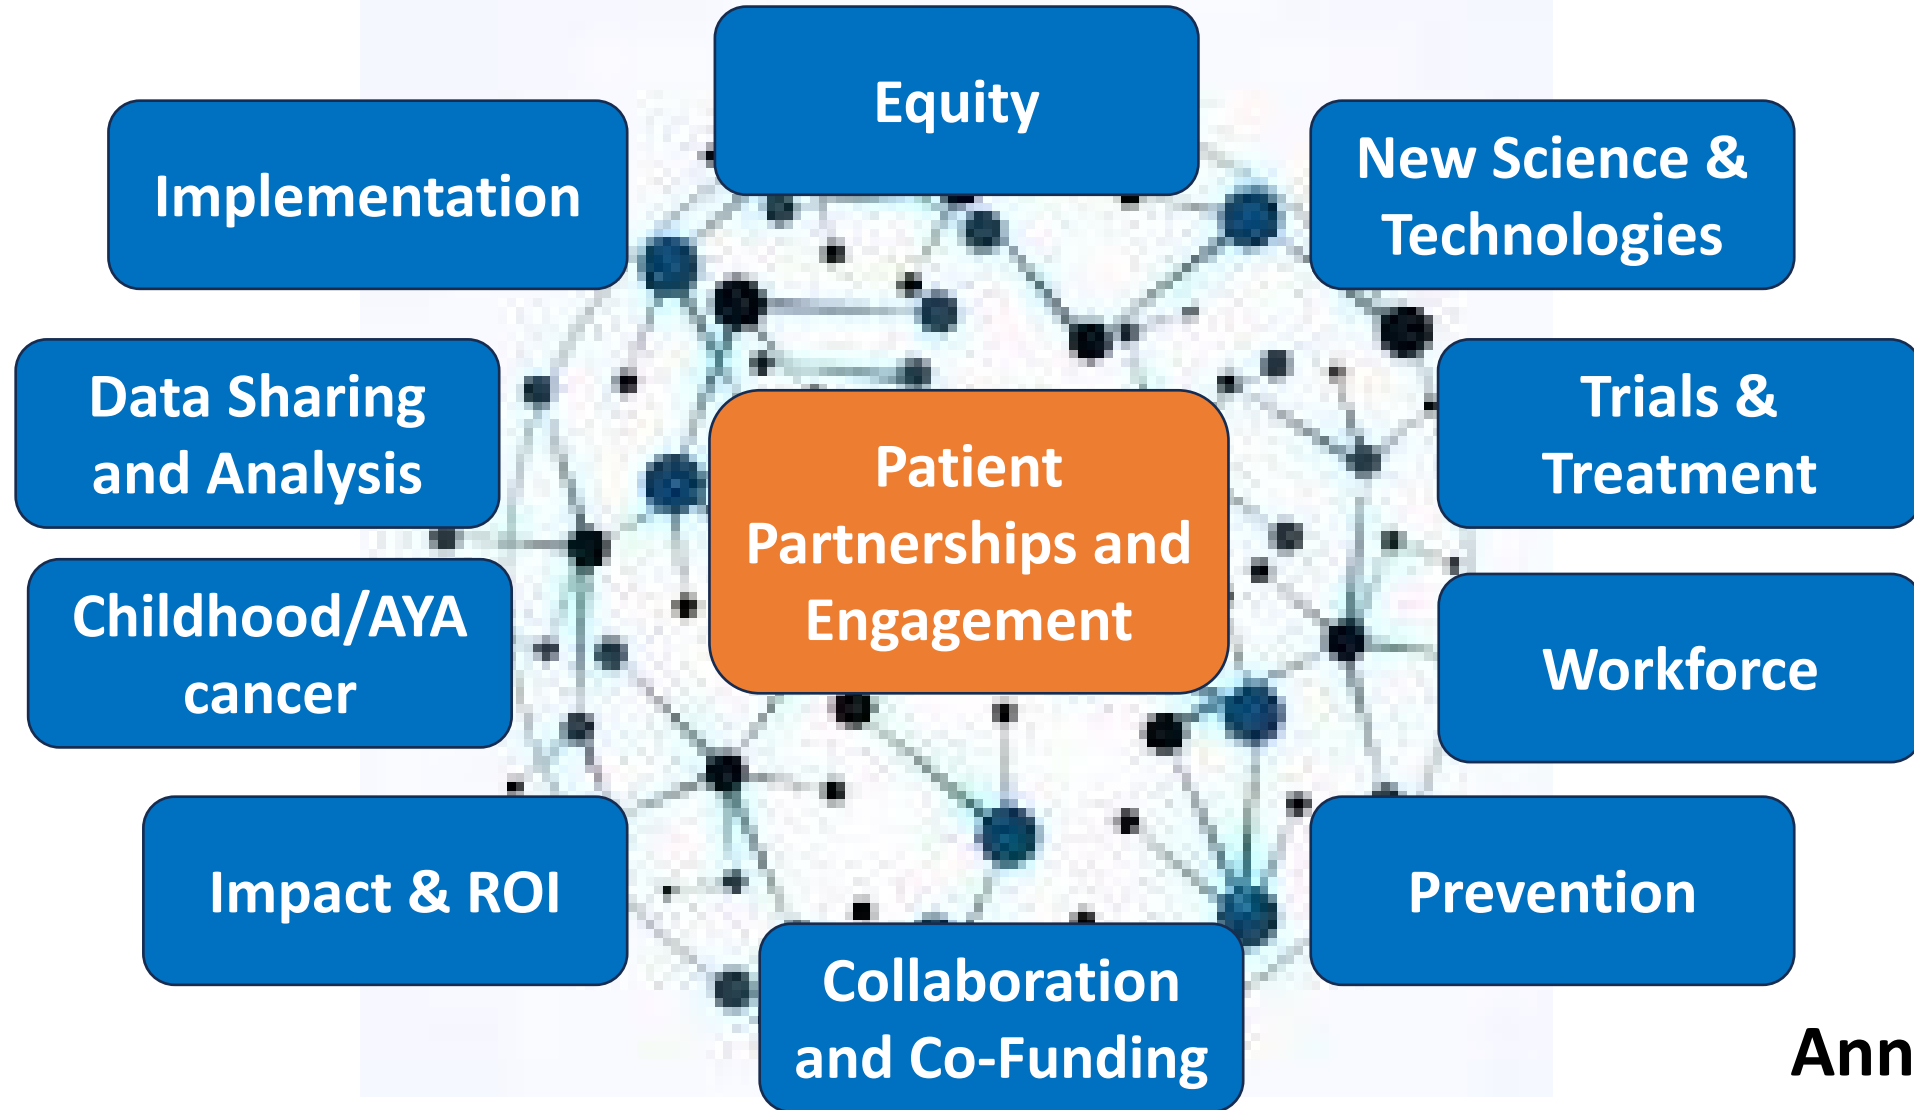 Equity
Implementation
New Science &
Technologies
Data Sharing
and Analysis
Patient
Partnerships and
Engagement
Trials &
Treatment
Childhood/AYA
cancer
Workforce
Impact & ROI
Prevention
Collaboration
and Co-Funding
Ann